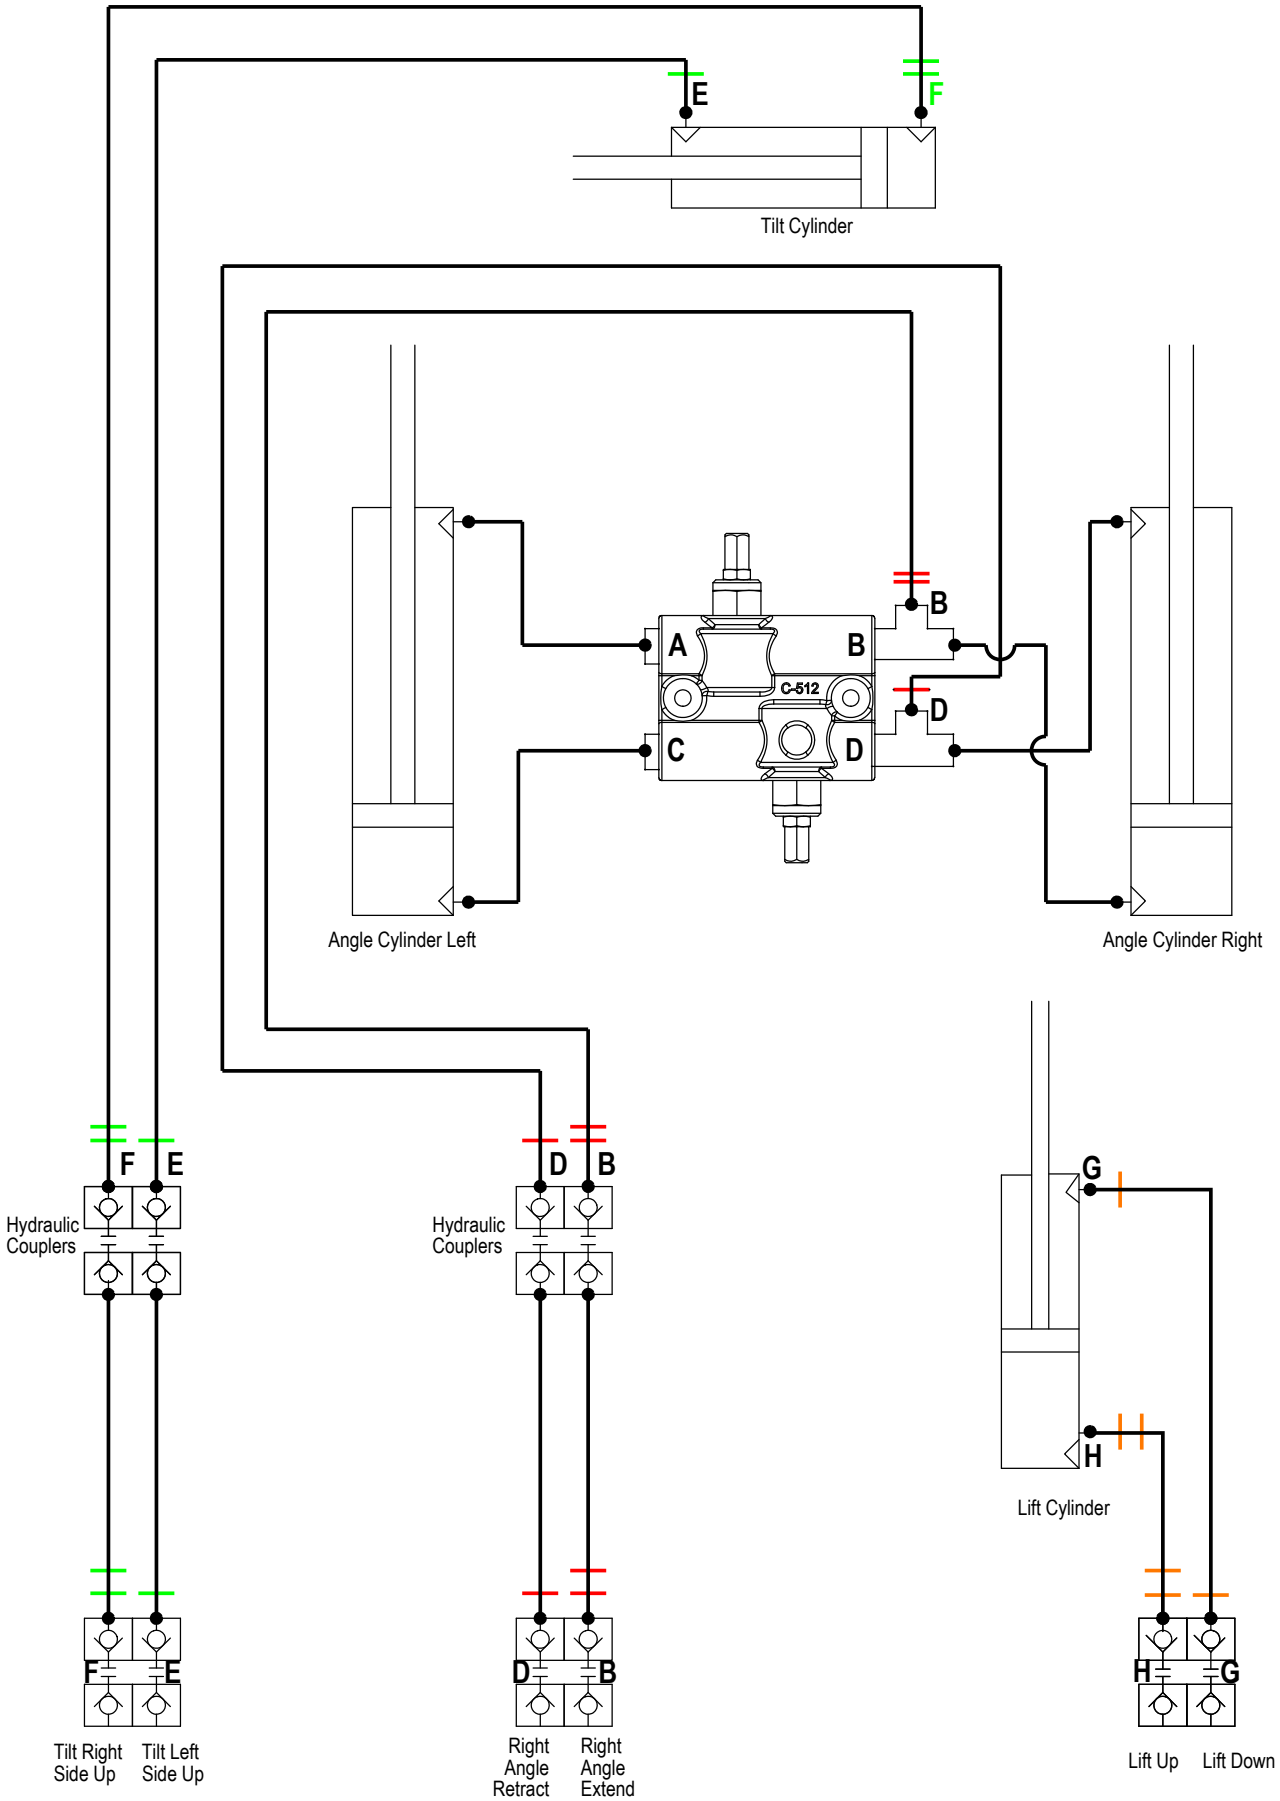 E
F
Tilt Cylinder
B
A
B
C-512
D
C
D
Angle Cylinder Left
Angle Cylinder Right
F
E
D
B
G
Hydraulic
Couplers
Hydraulic
Couplers
H
Lift Cylinder
F
E
D
B
H
G
Tilt Right
Side Up
Tilt Left
Side Up
Right
Angle
Retract
Right
Angle
Extend
Lift Up
Lift Down